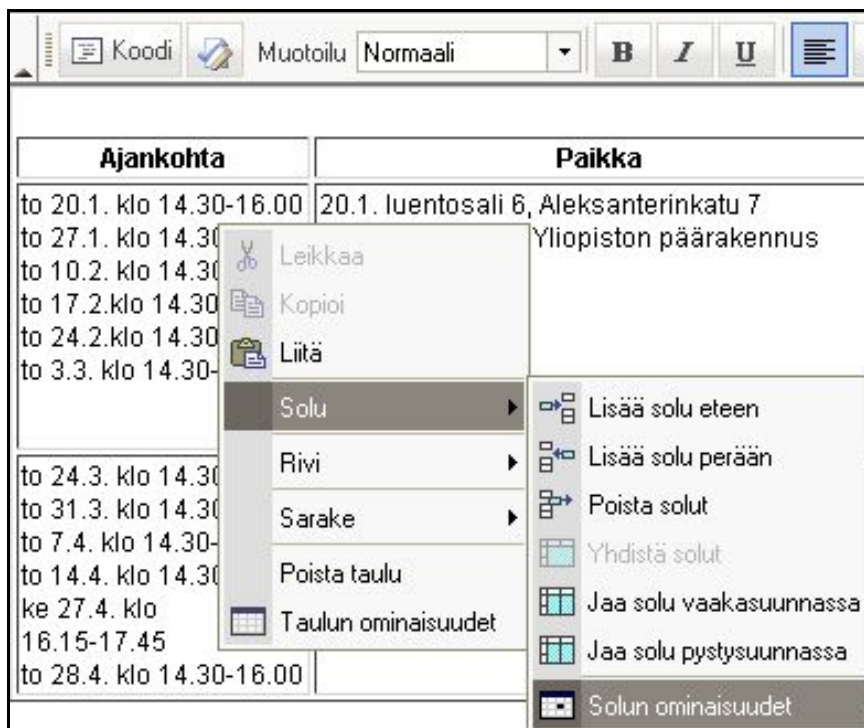 Koodi Muotoilu Normaali B I U
Ajankohta Paikka
to 20.1. klo 14.30-16.00 20.1. luentosali 6, Aleksanterinkatu 7
to 27.1. klo 14.30 Yliopiston päärakennus
to 10.2. klo 14.30
to 17.2.klo 14.30
to 24.2.klo 14.30
to 3.3. klo 14.30-
to 24.3. klo 14.30
to 31.3. klo 14.30
to 7.4. klo 14.30-
to 14.4. klo 14.30
ke 27.4. klo
16.15-17.45
to 28.4. klo 14.30-16.00
Leikkaa
Kopioi
Liitä
Solu
Rivi
Sarake
Poista taulu
Taulun ominaisuudet
Lisää solu eteen
Lisää solu perään
Poista solut
Yhdistä solut
Jaa solu vaakasuunnassa
Jaa solu pystysuunnassa
Solun ominaisuudet